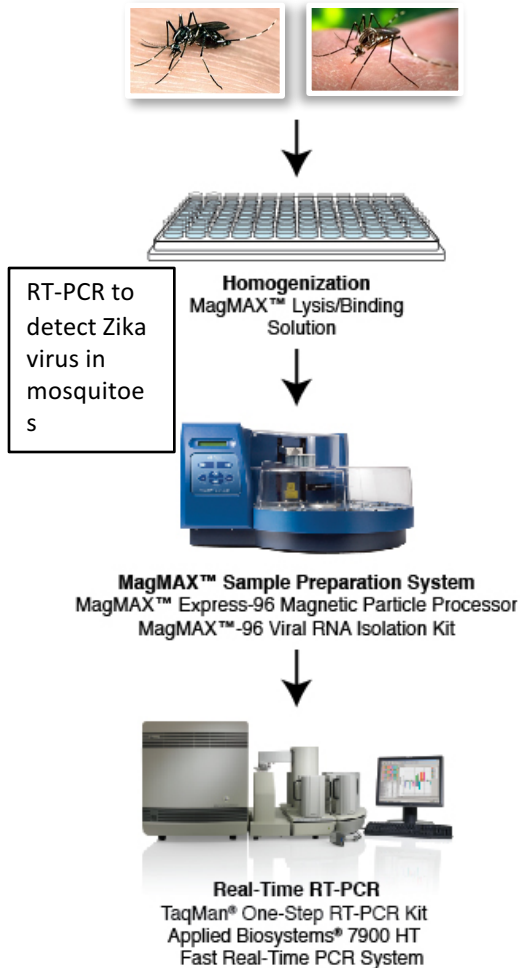 Homogenization
MagMAX™ Lysis/Binding
Solution
RT-PCR to
detect Zika
virus in
mosquitoe
s
MagMAX™ Sample Preparation System
MagMAX™ Express-96 Magnetic Particle Processor
MagMAX™-96 Viral RNA Isolation Kit
Real-Time RT-PCR
TaqMan® One-Step RT-PCR Kit
Applied Biosystems® 7900 HT
Fast Real-Time PCR System